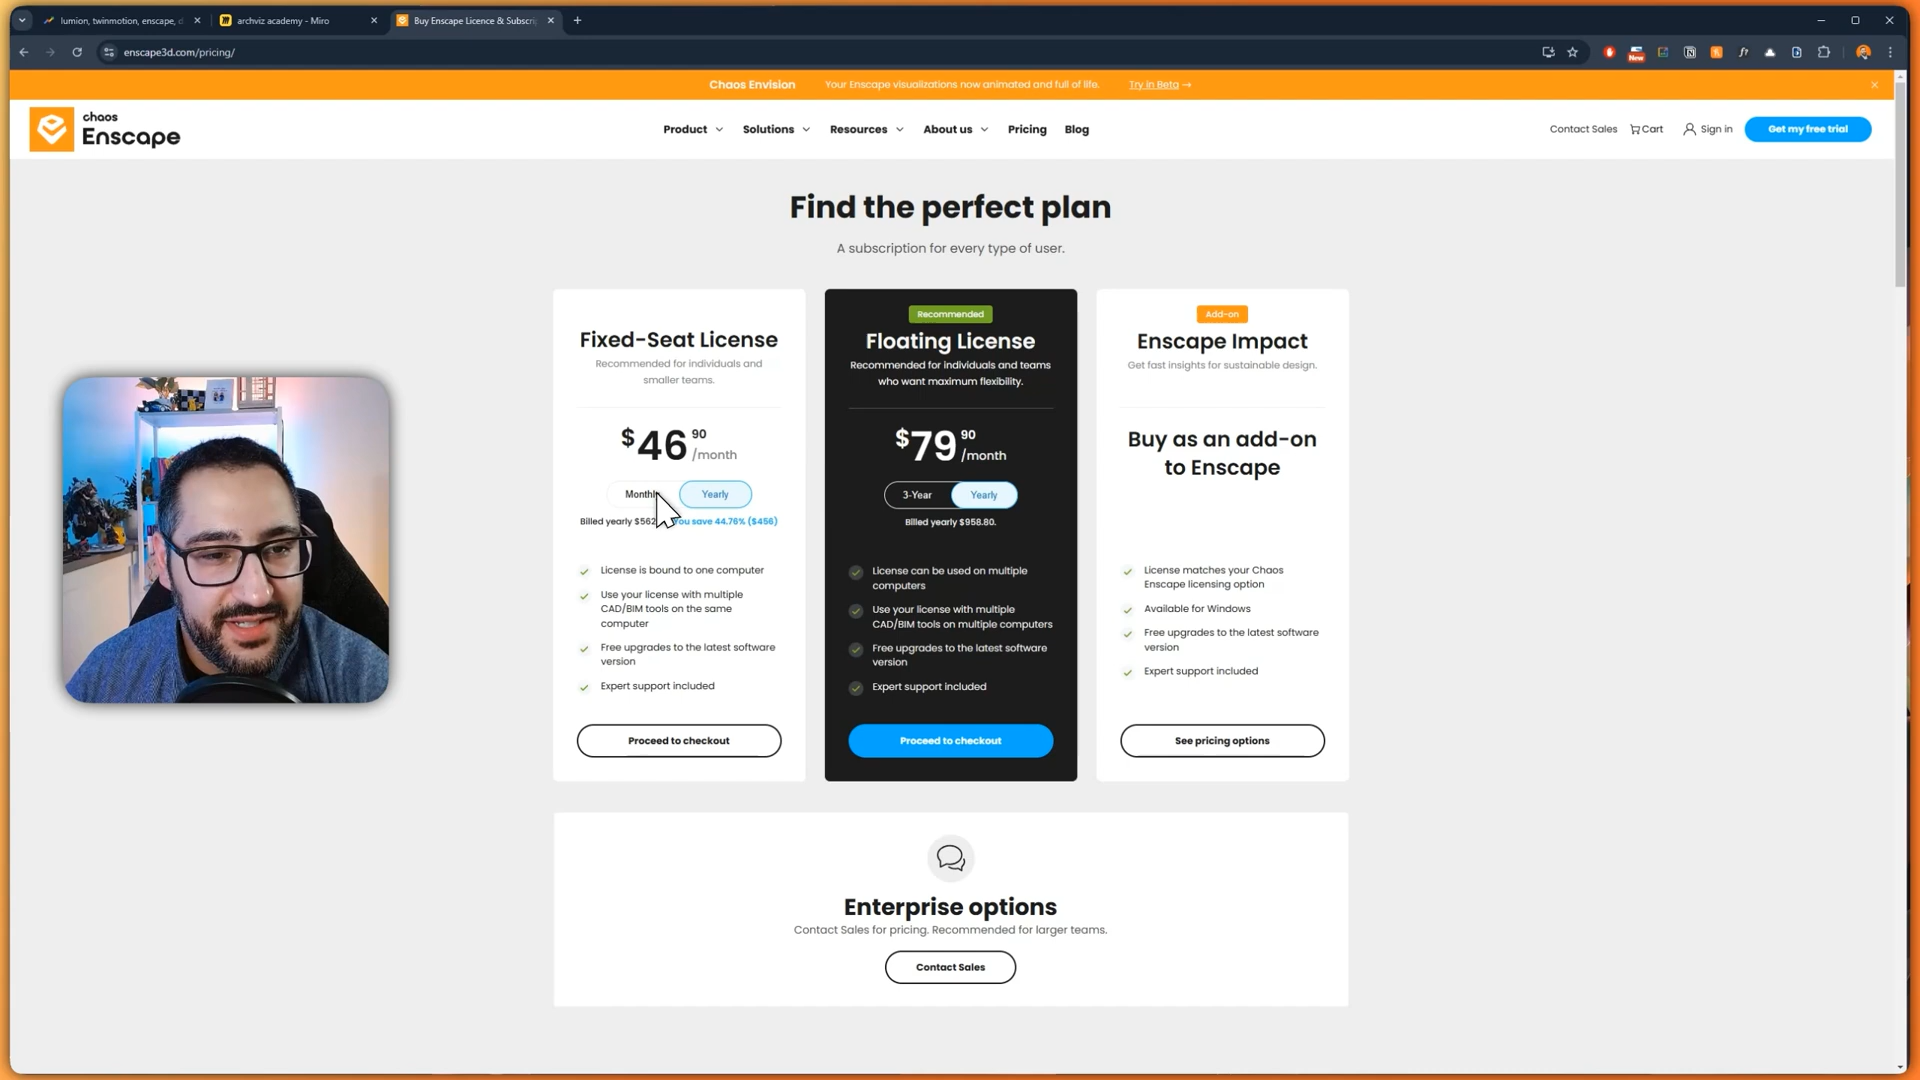 lumion, twinmotion, enscape, d
archviz academy - Miro
Buy Enscape Licence & Subscri
enscape3d.com/pricing/
New
Chaos Envision Your Enscape visualizations now animated and full of life. Try in Beta →
chaos
Enscape
Product Solutions Resources About us Pricing Blog
Contact Sales Cart Sign in Get my free trial
Find the perfect plan
A subscription for every type of user.
Fixed-Seat License
Recommended for individuals and
smaller teams.
$46 90 /month
Monthly Yearly
Billed yearly $562 You save 44.76% ($456)
License is bound to one computer
Use your license with multiple
CAD/BIM tools on the same
computer
Free upgrades to the latest software
version
Expert support included
Proceed to checkout
Recommended
Floating License
Recommended for individuals and teams
who want maximum flexibility.
$79 90 /month
3-Year Yearly
Billed yearly $958.80.
License can be used on multiple
computers
Use your license with multiple
CAD/BIM tools on multiple computers
Free upgrades to the latest software
version
Expert support included
Proceed to checkout
Add-on
Enscape Impact
Get fast insights for sustainable design.
Buy as an add-on
to Enscape
License matches your Chaos
Enscape licensing option
Available for Windows
Free upgrades to the latest software
version
Expert support included
See pricing options
Enterprise options
Contact Sales for pricing. Recommended for larger teams.
Contact Sales